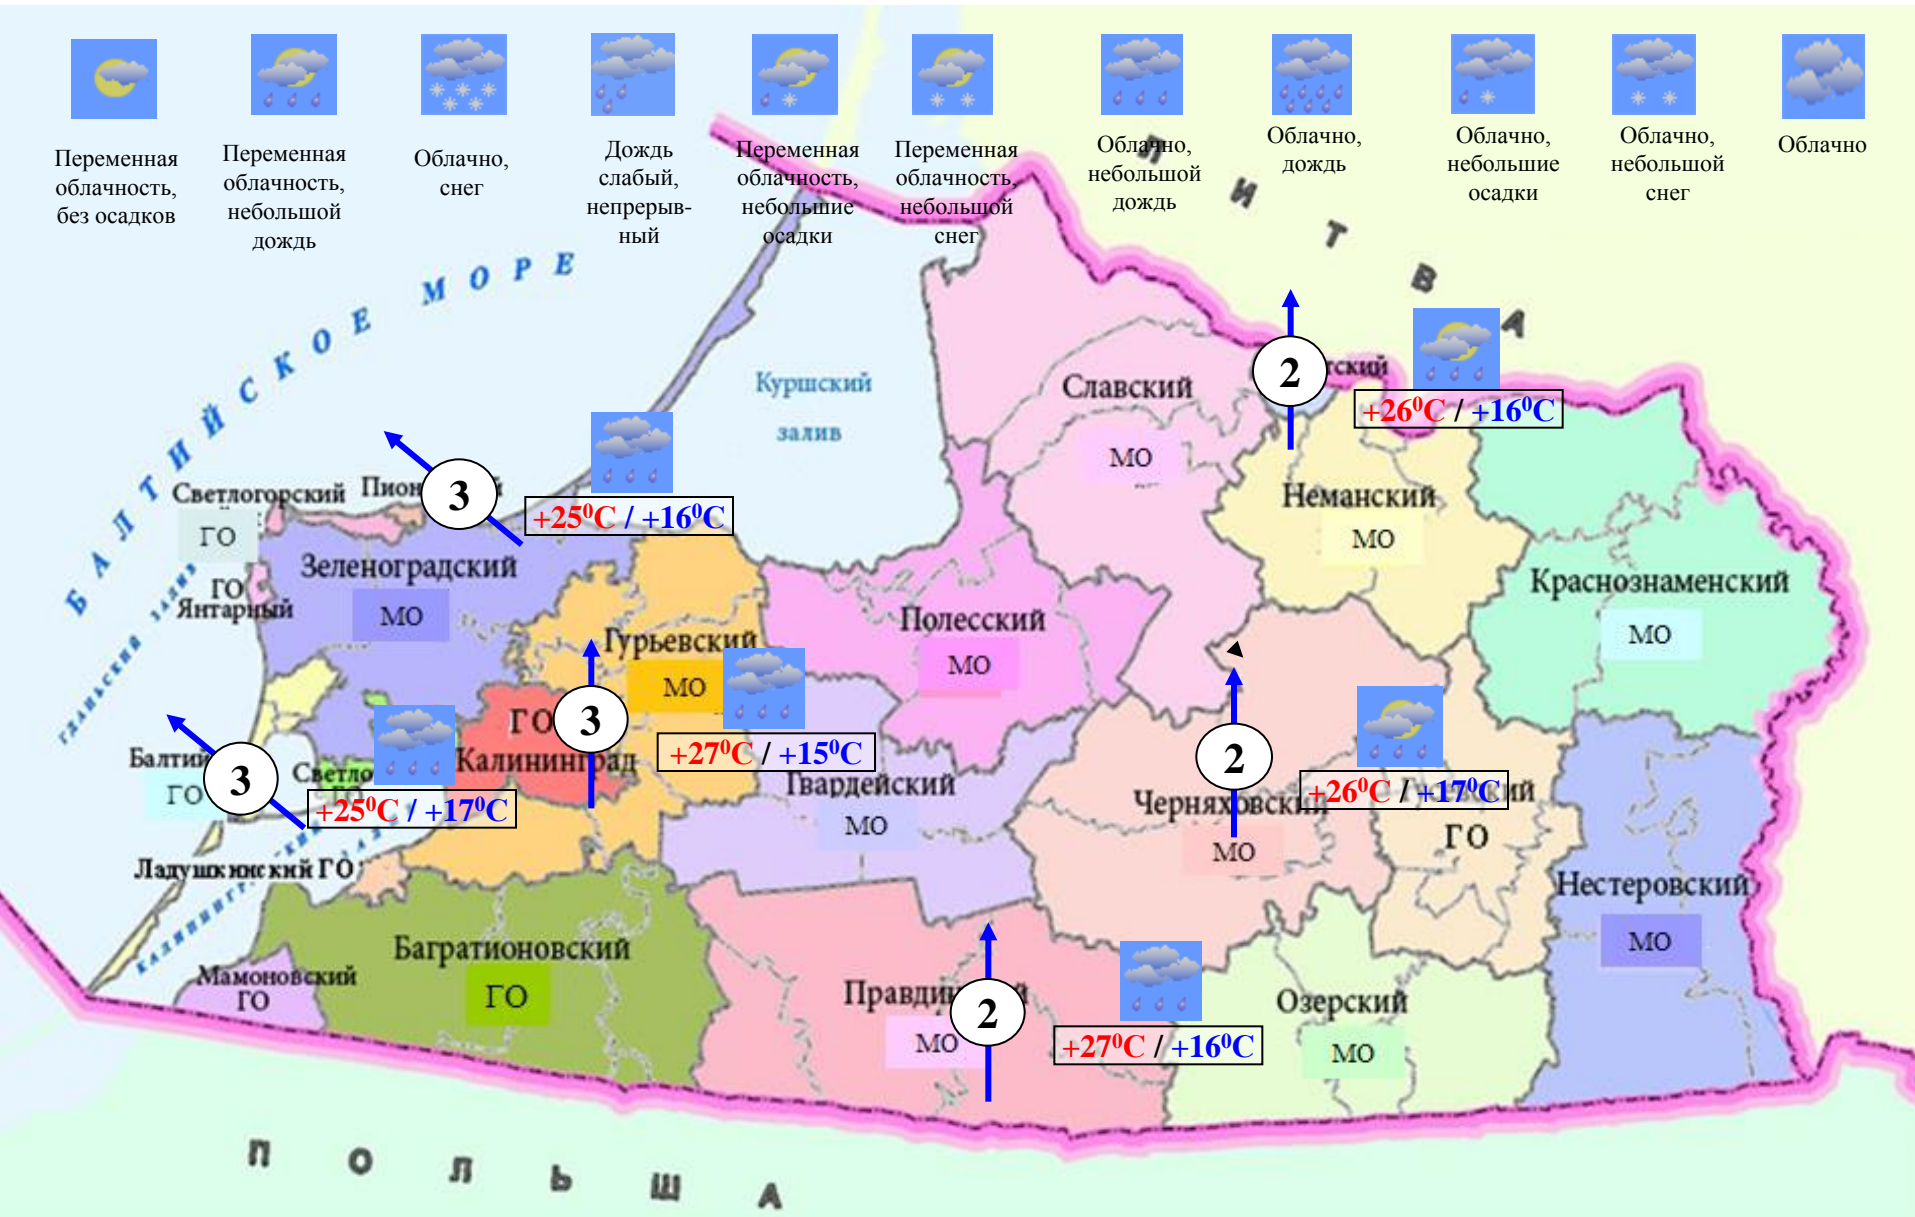 Переменная
облачность,
без осадков
Переменная
облачность,
небольшой
дождь
Облачно,
снег
Дождь
слабый,
непрерыв-
ный
Переменная
облачность,
небольшие
осадки
Переменная
облачность,
небольшой
снег
Облачно,
небольшой
дождь
Облачно,
дождь
Облачно,
небольшие
осадки
Облачно,
небольшой
снег
Облачно
ЛИТВА
БАЛТИЙСКОЕ МОРЕ
Куршский
залив
Славский
МО
2
+26⁰C / +16⁰C
Светлогорский
ГО
3
+25⁰C / +16⁰C
Неманский
МО
Зеленоградский
МО
ГО
Янтарный
ГДАНЬСКИЙ ЗАЛИВ
Гурьевский
МО
Полесский
МО
Краснознаменский
МО
ГО
Калининград
3
+27⁰C / +15⁰C
ГО
3
+25⁰C / +17⁰C
Гвардейский
МО
Черняховский
МО
2
+26⁰C / +17⁰C
ГО
Ладушкинский ГО
Нестеровский
МО
Багратионовский
ГО
Мамоновский
ГО
МО
2
+27⁰C / +16⁰C
Озерский
МО
ПОЛЬША